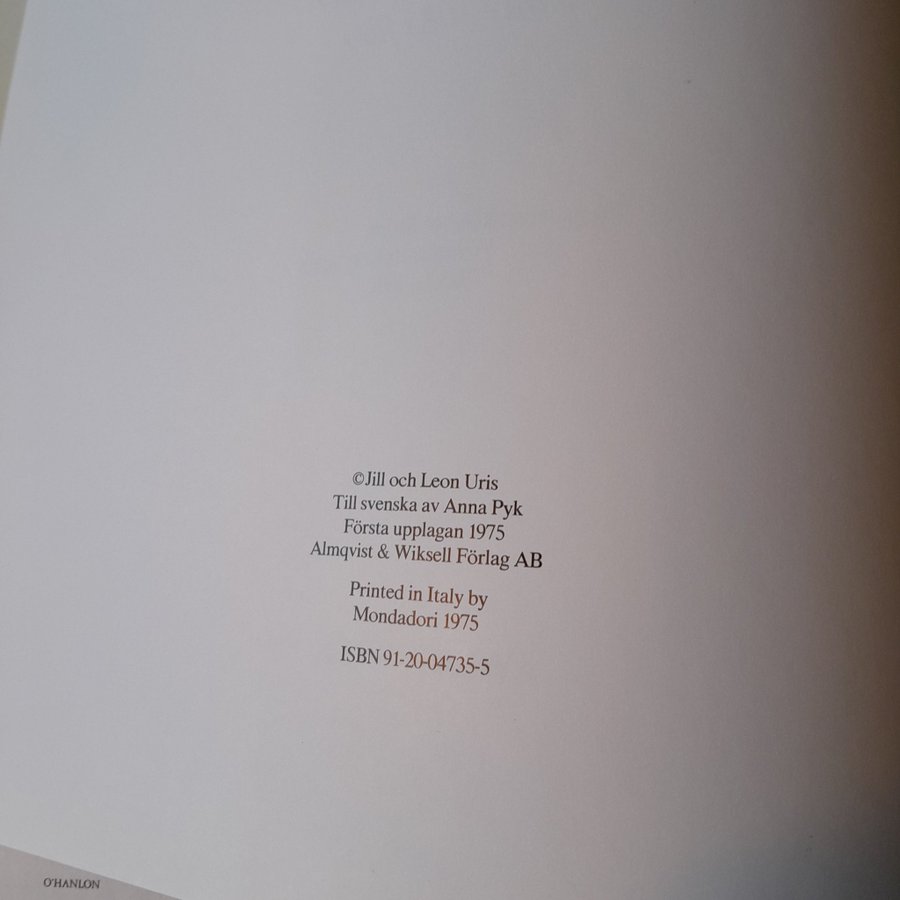 ©Jill och Leon Uris
Till svenska av Anna Pyk
Första upplagan 1975
Almqvist & Wiksell Förlag AB
Printed in Italy by
Mondadori 1975
ISBN 91-20-04735-5
O'HANLON